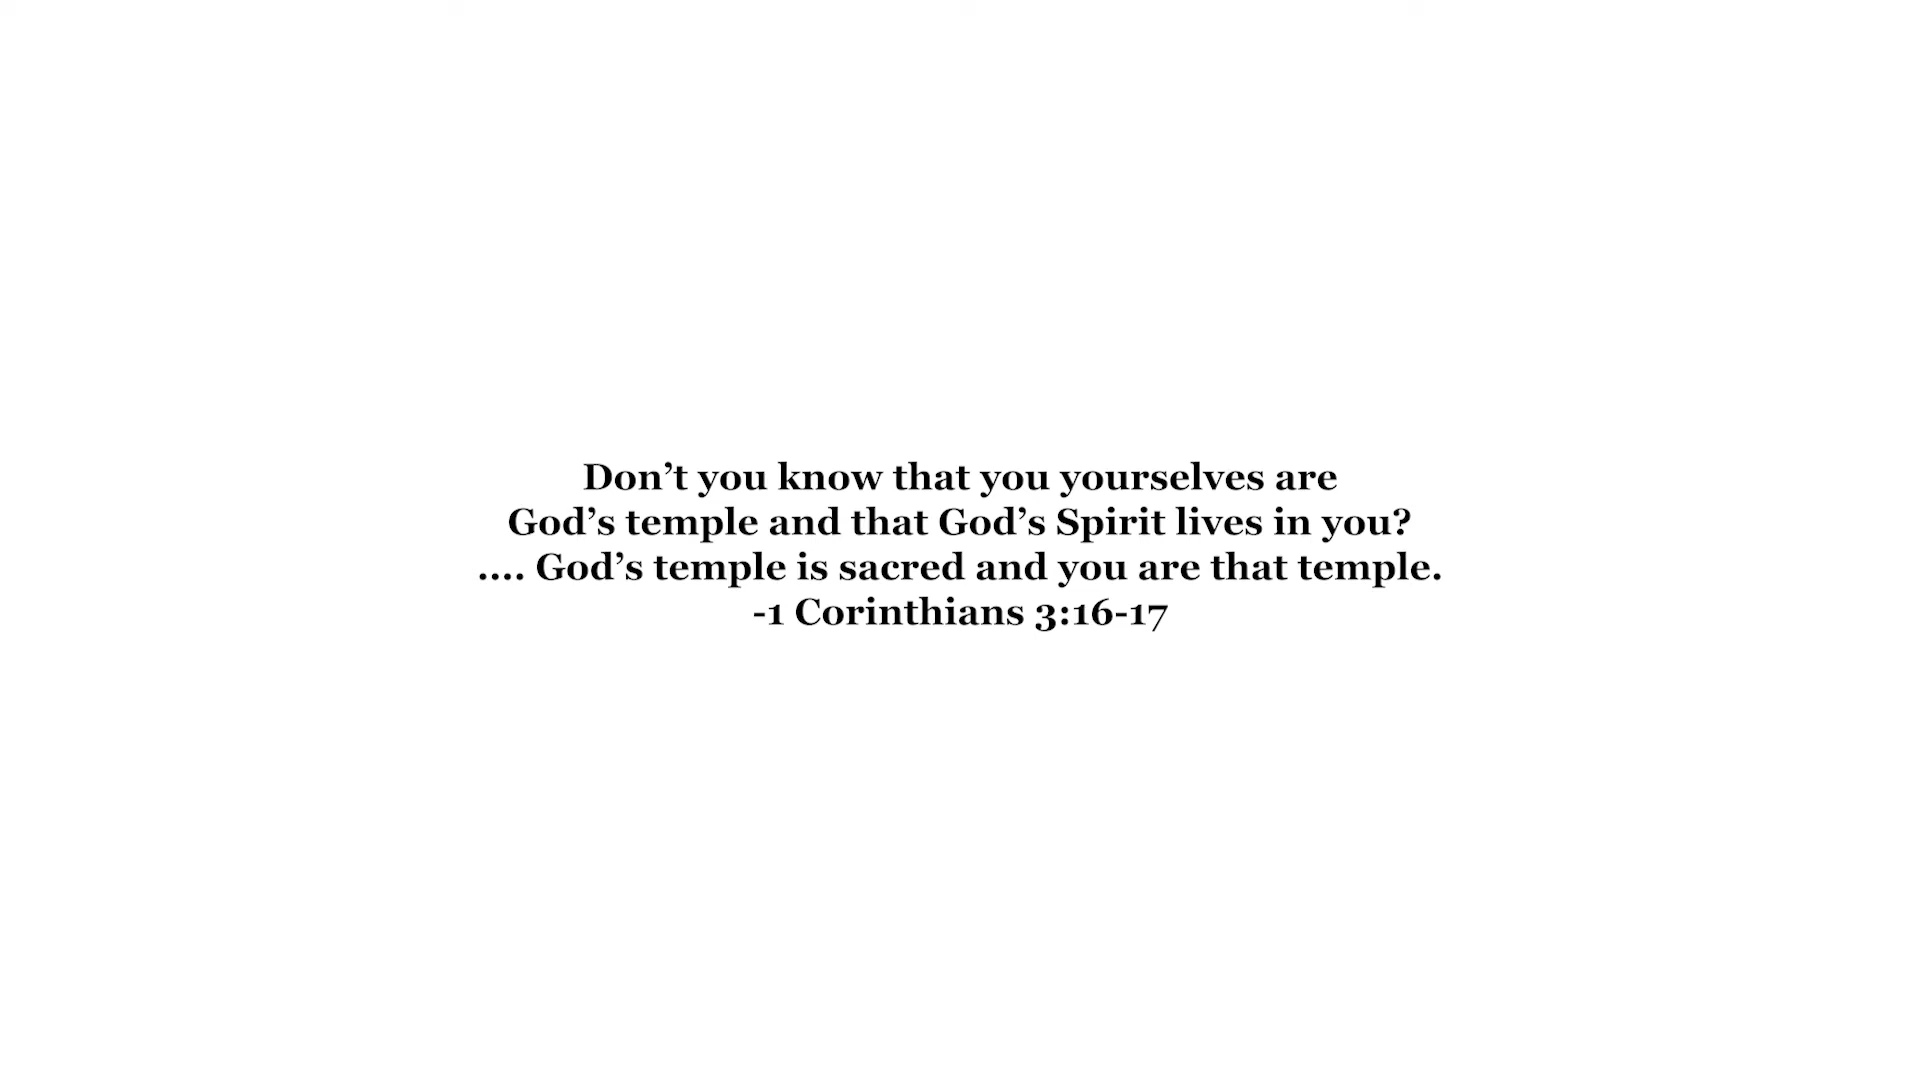 Don’t you know that you yourselves are
God’s temple and that God’s Spirit lives in you?
.... God’s temple is sacred and you are that temple.
-1 Corinthians 3:16-17